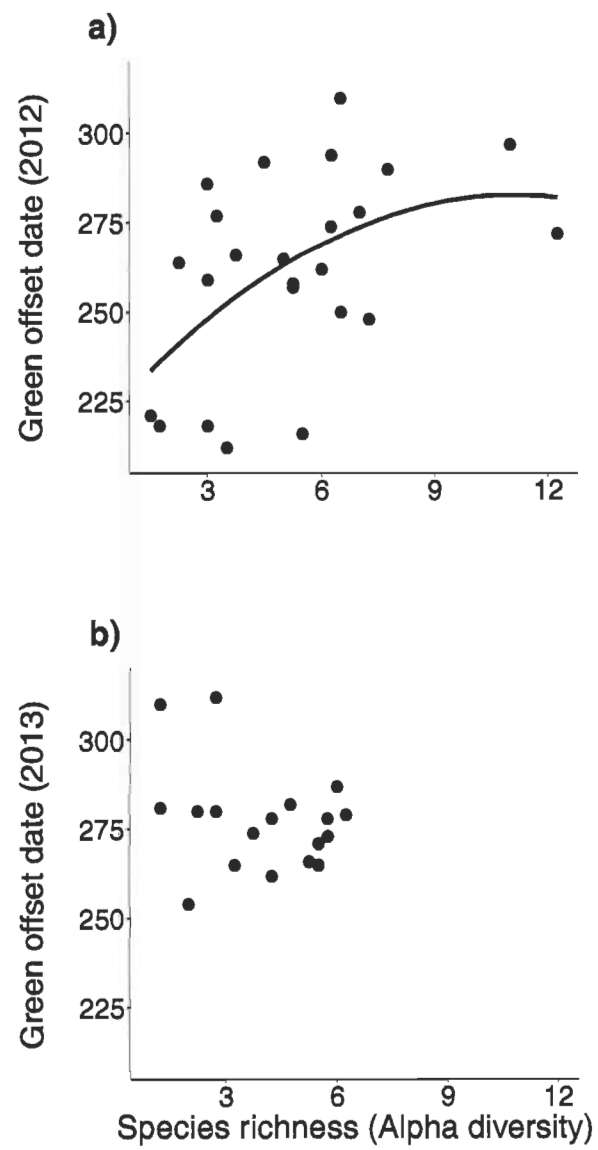 a)
Green offset date (2012)
300
275
250
225
3 6 9 12
b)
Green offset date (2013)
300
275
250
225
3 6 9 12
Species richness (Alpha diversity)